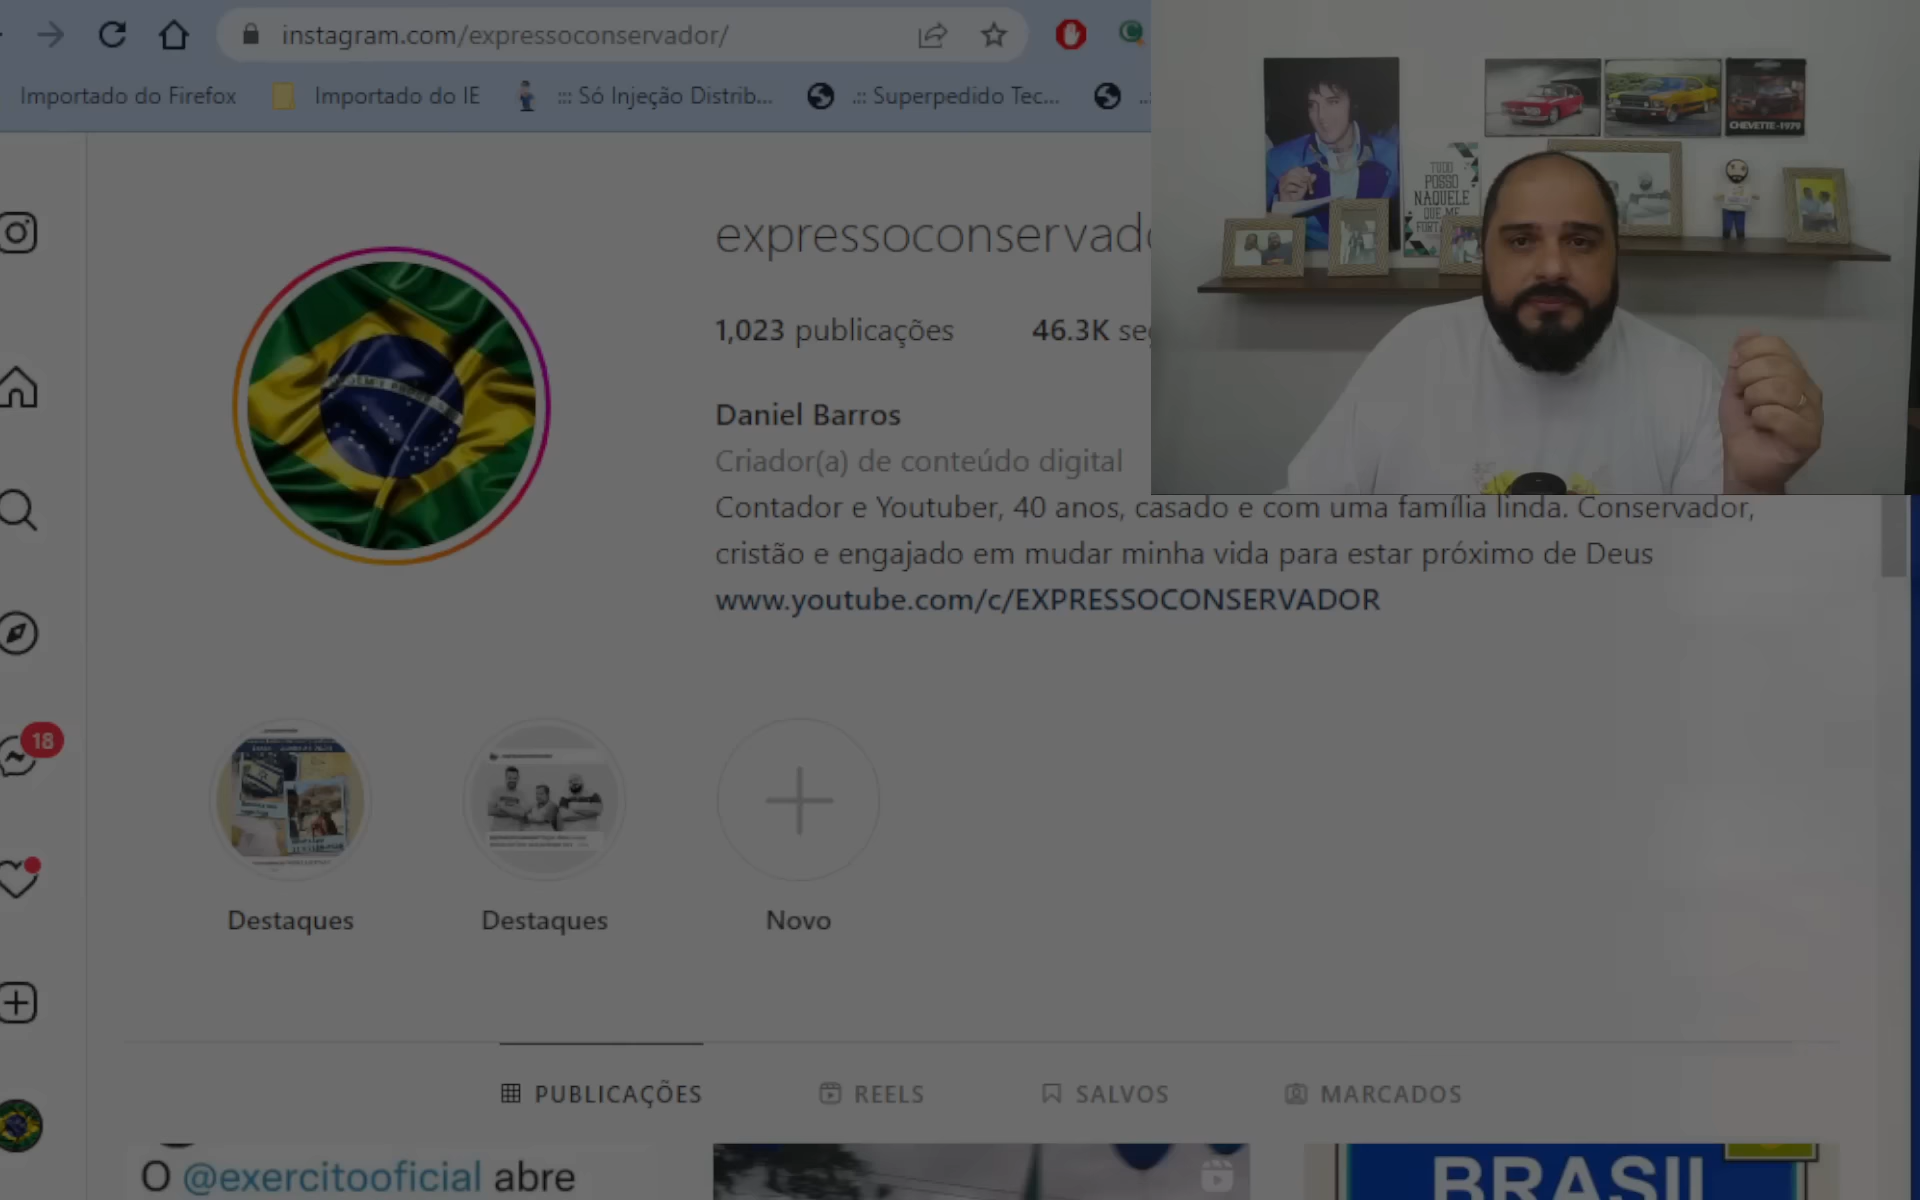 instagram.com/expressoconservador/
Importado do Firefox
Importado do IE
::: Só Injeção Distrib...
.:: Superpedido Tec...
CHEVETTE-1979
TUDO
POSSO
NAQUELE
QUE ME
expressoconservado
1,023 publicações
46.3K se
Daniel Barros
Criador(a) de conteúdo digital
Contador e Youtuber, 40 anos, casado e com uma família linda. Conservador,
cristão e engajado em mudar minha vida para estar próximo de Deus
www.youtube.com/c/EXPRESSOCONSERVADOR
18
Destaques
Destaques
Novo
PUBLICAÇÕES
REELS
SALVOS
MARCADOS
O @exercitooficial abre
BRASIL